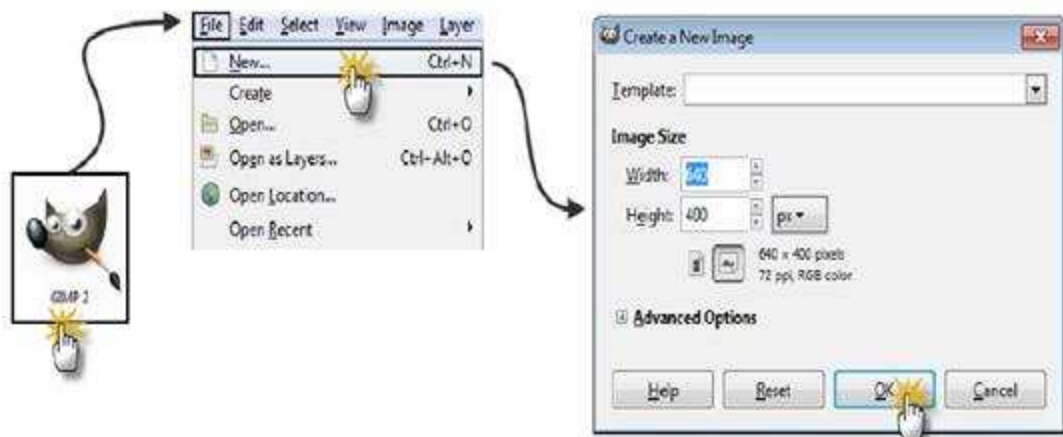 File Edit Select View Image Layer
New... Ctrl+N
Create
Open... Ctrl+O
Open as Layers... Ctrl+Alt+O
Open Location...
Open Recent
GIMP 2
Create a New Image
Template:
Image Size
Width: 640
Height: 400 px
640 x 400 pixels
72 ppi, RGB color
Advanced Options
Help Reset OK Cancel